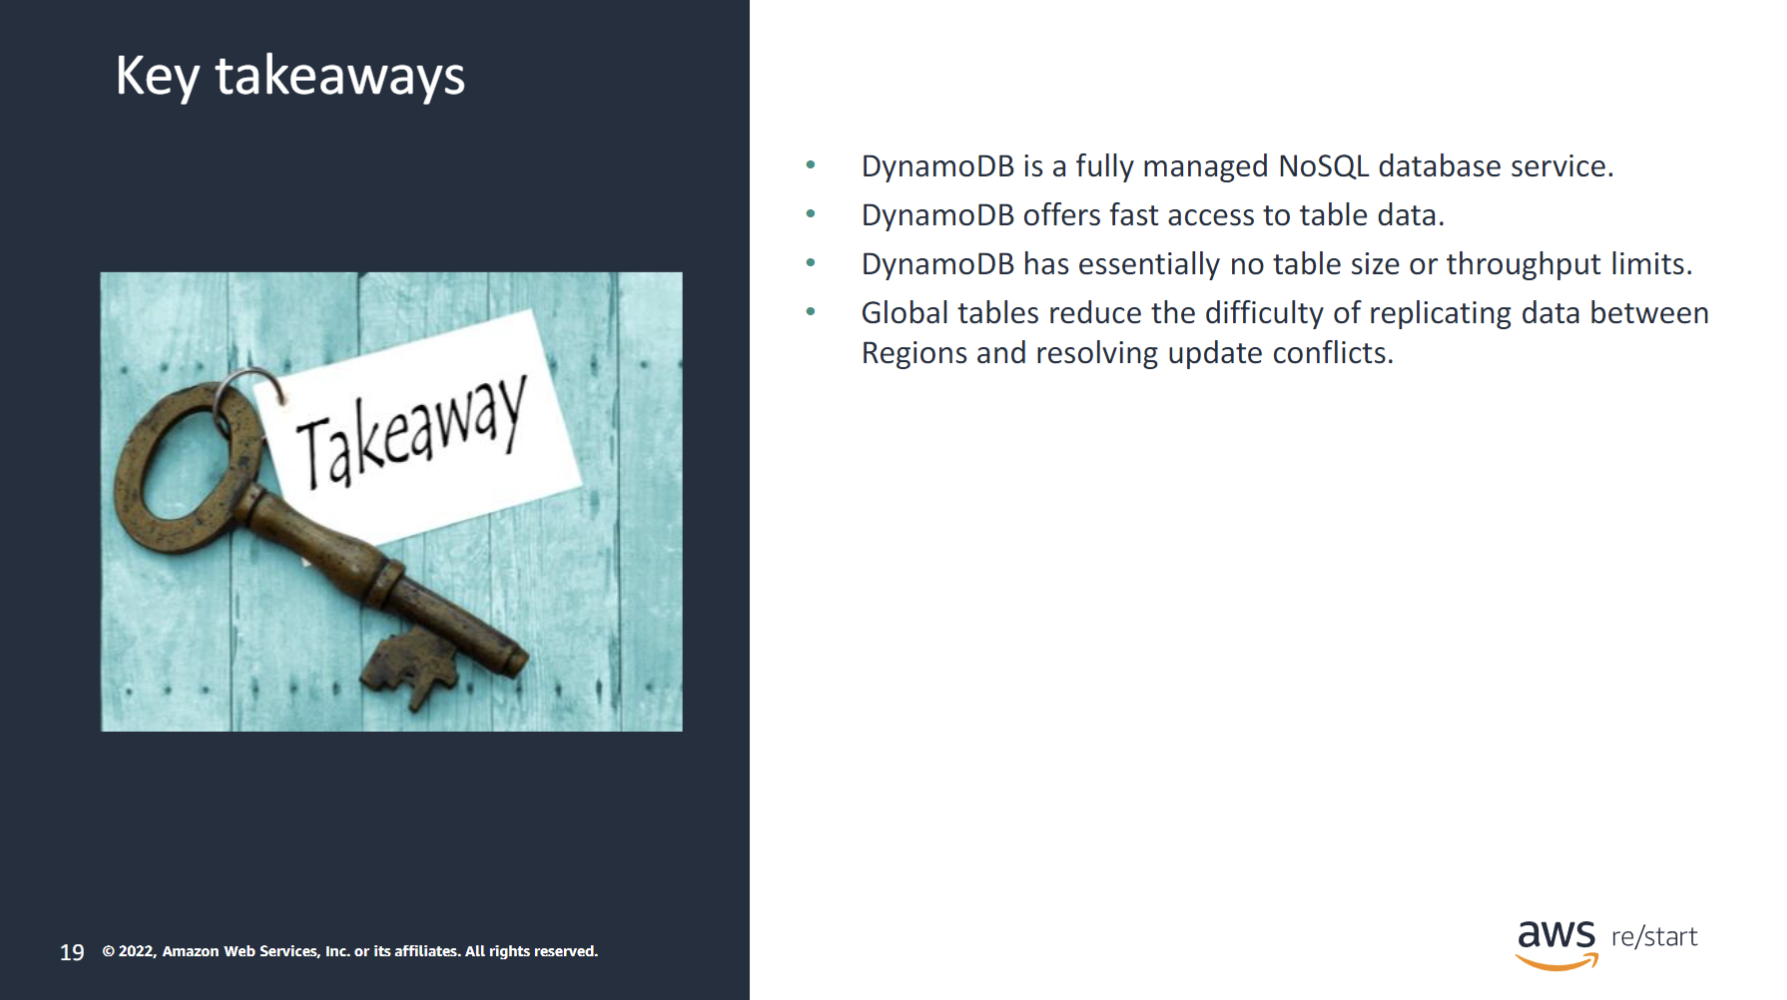 Key takeaways
Takeaway
• DynamoDB is a fully managed NoSQL database service.
• DynamoDB offers fast access to table data.
• DynamoDB has essentially no table size or throughput limits.
• Global tables reduce the difficulty of replicating data between
Regions and resolving update conflicts.
19 © 2022, Amazon Web Services, Inc. or its affiliates. All rights reserved.
aws re/start